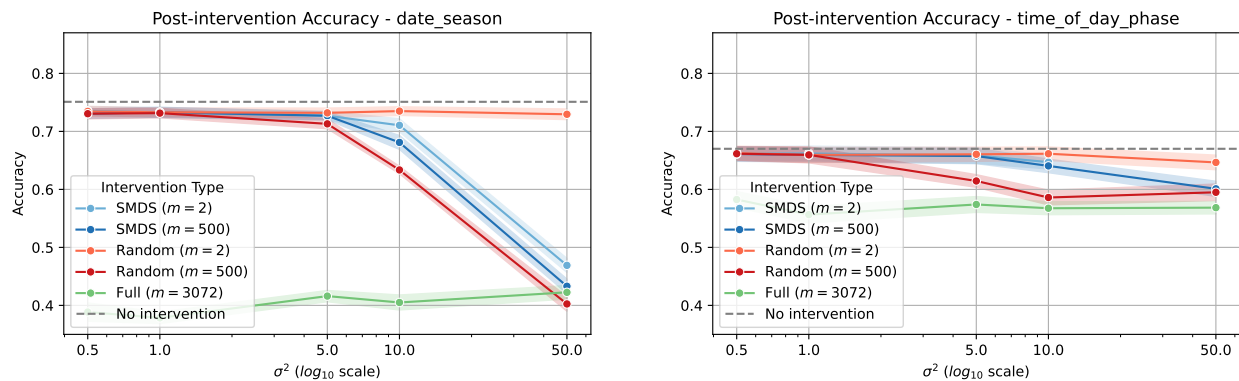 Post-intervention Accuracy - date_season
Accuracy
0.8
0.7
0.6
0.5
0.4
Intervention Type
SMDS (m = 2)
SMDS (m = 500)
Random (m = 2)
Random (m = 500)
Full (m = 3072)
No intervention
0.5 1.0 5.0 10.0 50.0
σ² (log₁₀ scale)
Post-intervention Accuracy - time_of_day_phase
Accuracy
0.8
0.7
0.6
0.5
0.4
Intervention Type
SMDS (m = 2)
SMDS (m = 500)
Random (m = 2)
Random (m = 500)
Full (m = 3072)
No intervention
0.5 1.0 5.0 10.0 50.0
σ² (log₁₀ scale)